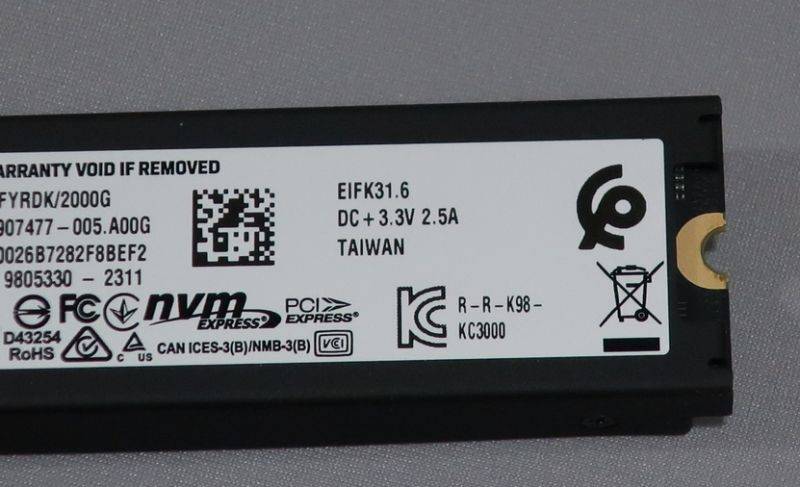 ARRANTY VOID IF REMOVED
FYRDK/2000G
907477-005.A00G
0026B7282F8BEF2
9805330 - 2311
EIFK31.6
DC + 3.3V 2.5A
TAIWAN
FC
nvm
EXPRESS®
PCI
EXPRESS®
R-R-K98-
KC3000
D43254
RoHS
C US
CAN ICES-3(B)/NMB-3(B)
VCI